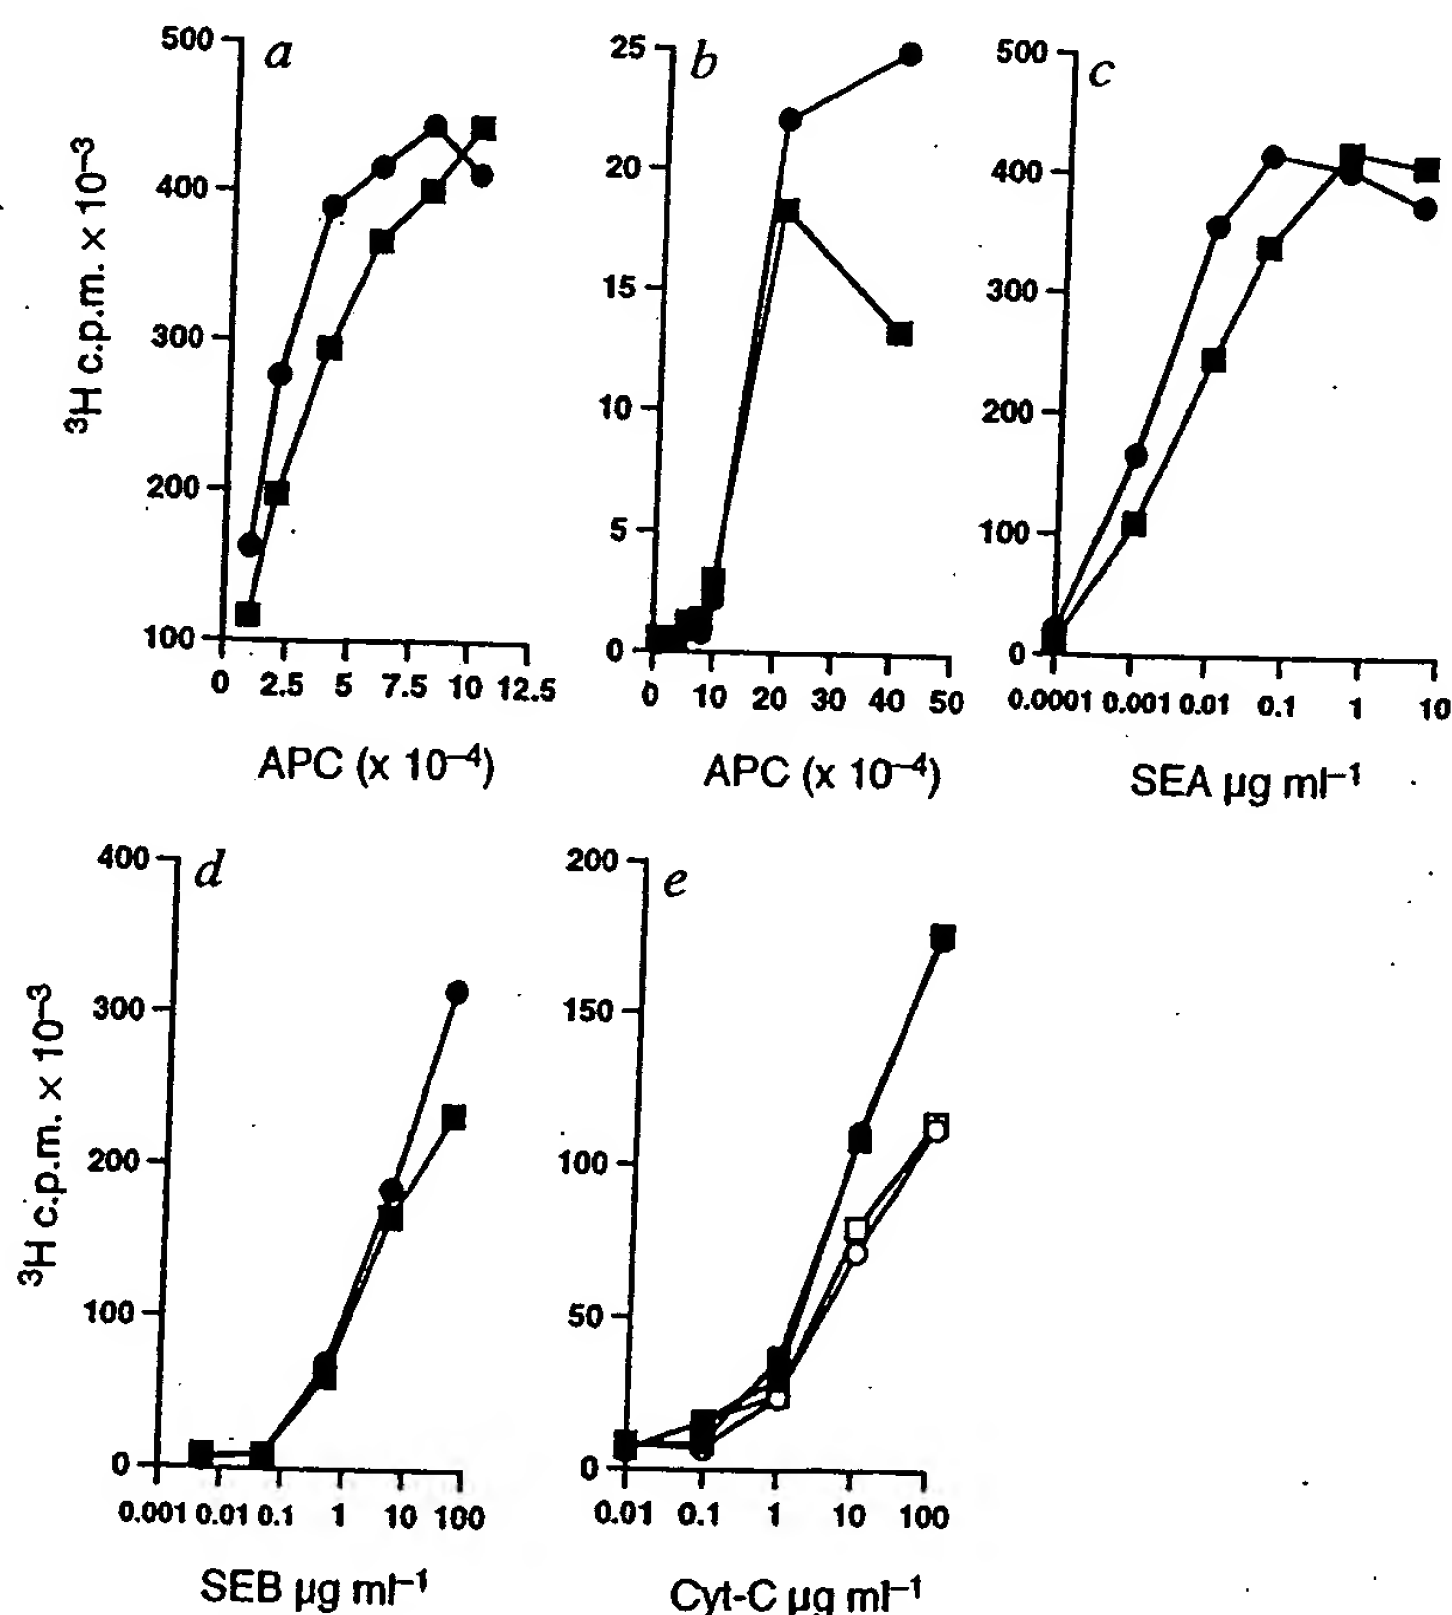 a
500
400
300
200
100
0 2.5 5 7.5 10 12.5
³H c.p.m. × 10⁻³
APC (x 10⁻⁴)
b
25
20
15
10
5
0
0 10 20 30 40 50
APC (x 10⁻⁴)
c
500
400
300
200
100
0
0.0001 0.001 0.01 0.1 1 10
SEA µg ml⁻¹
d
400
300
200
100
0
0.001 0.01 0.1 1 10 100
³H c.p.m. × 10⁻³
SEB µg ml⁻¹
e
200
150
100
50
0
0.01 0.1 1 10 100
Cyt-C µg ml⁻¹